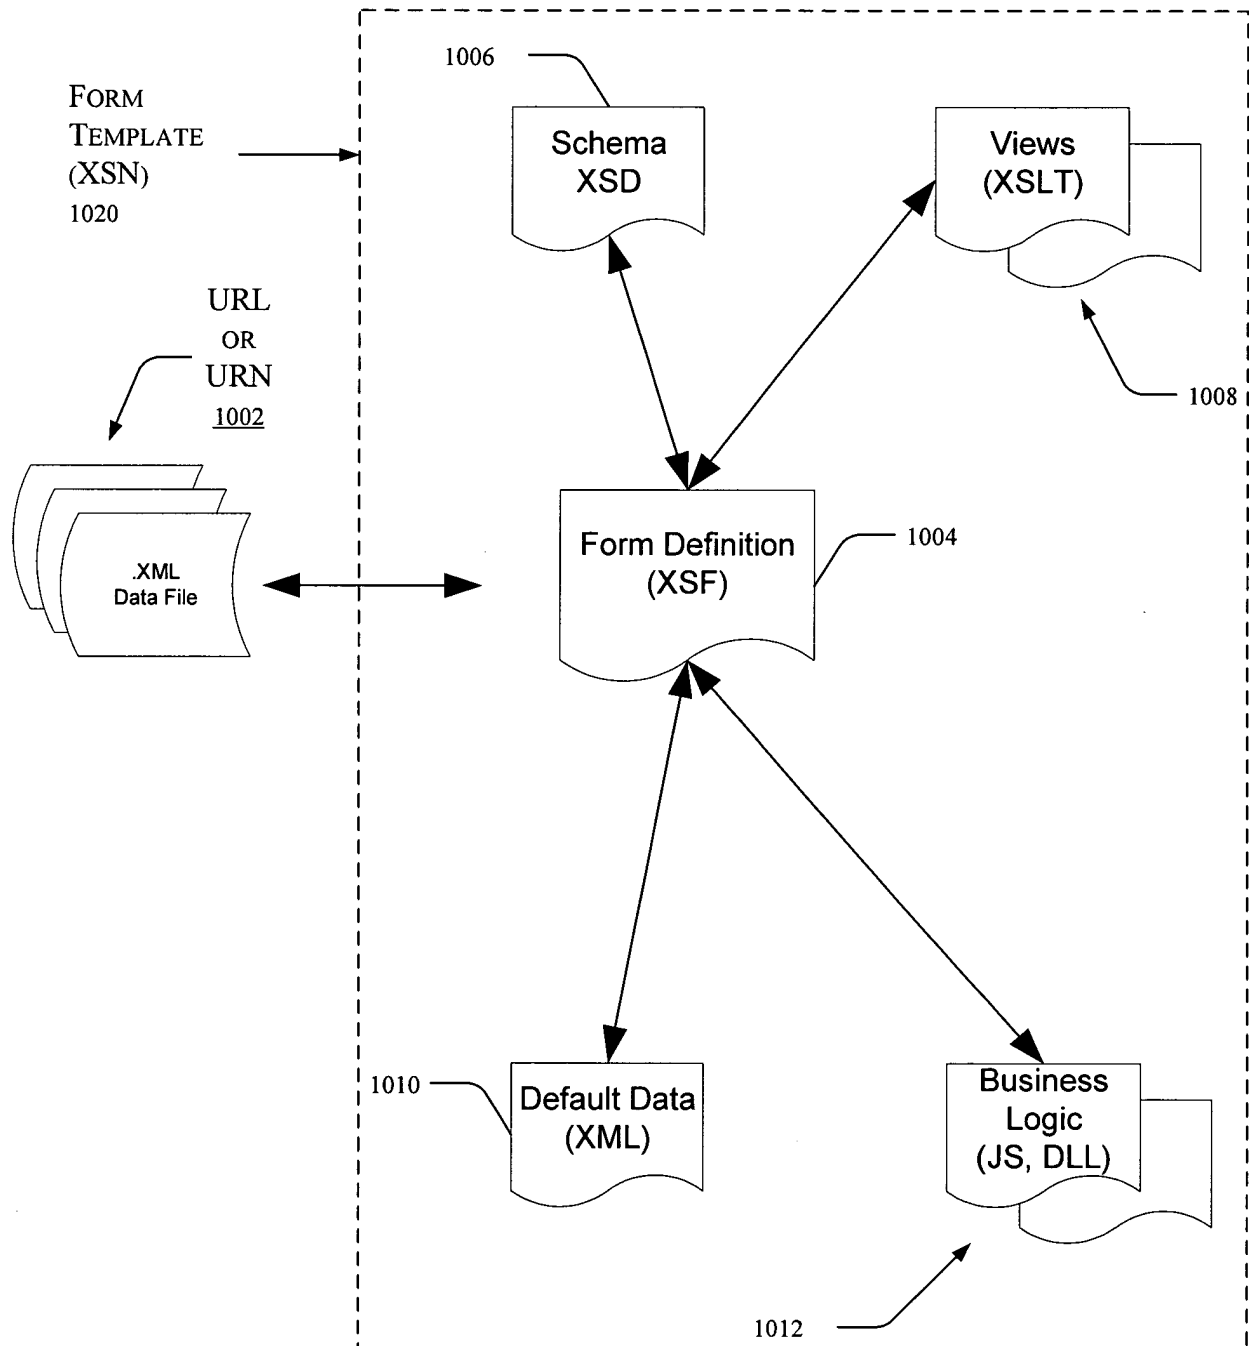 1006
FORM
TEMPLATE
(XSN)
1020
Schema
XSD
Views
(XSLT)
URL
OR
URN
1002
1008
.XML
Data File
Form Definition
(XSF)
1004
1010
Default Data
(XML)
Business
Logic
(JS, DLL)
1012